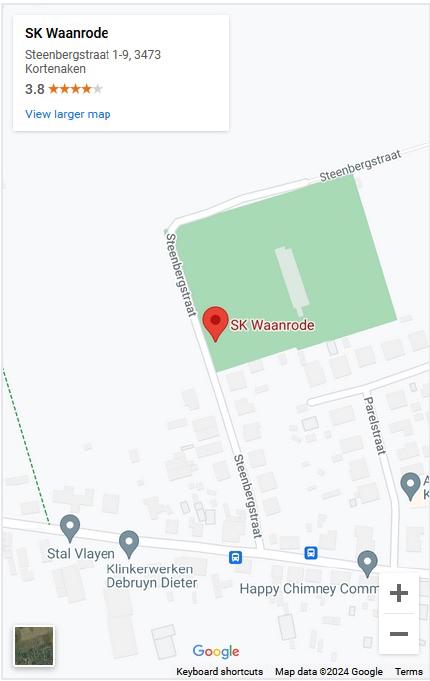 SK Waanrode
Steenbergstraat 1-9, 3473
Kortenaken
3.8
View larger map
Steenbergstraat
Steenbergstraat
SK Waanrode
Parelstraat
Steenbergstraat
A
K
Stal Vlayen
Klinkerwerken
Debruyn Dieter
Happy Chimney Comm
Google
Keyboard shortcuts Map data ©2024 Google Terms